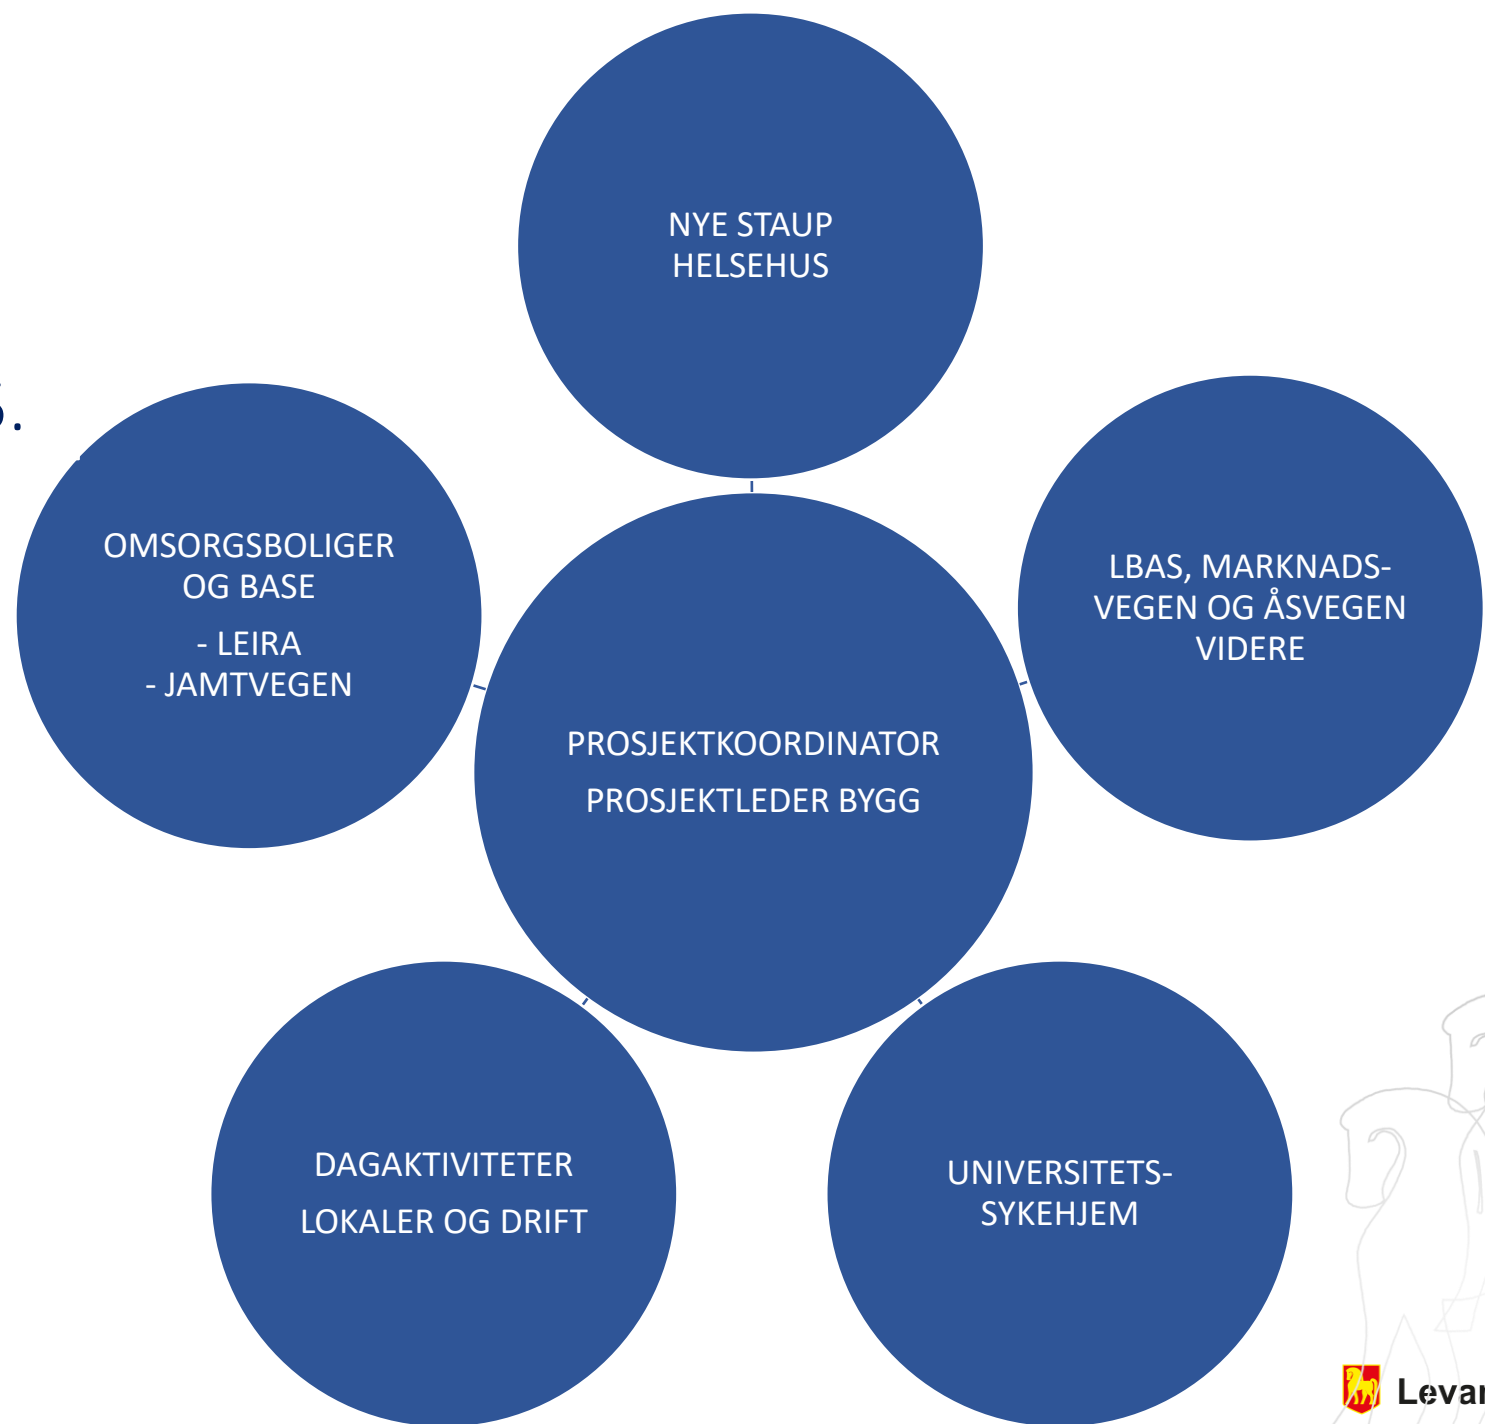 NYE STAUP
HELSEHUS
OMSORGSBOLIGER
OG BASE
- LEIRA
- JAMTVEGEN
LBAS, MARKNADS-
VEGEN OG ÅSVEGEN
VIDERE
PROSJEKTKOORDINATOR
PROSJEKTLEDER BYGG
DAGAKTIVITETER
LOKALER OG DRIFT
UNIVERSITETS-
SYKEHJEM
Levan